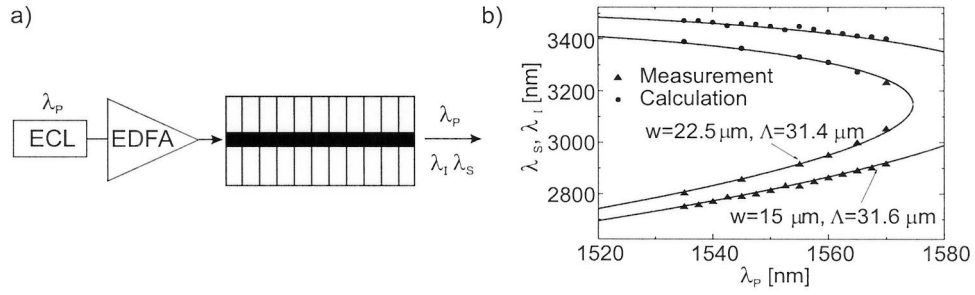 a)
λP
ECL
EDFA
λP
λI λS
b)
λS, λI [nm]
3400
3200
3000
2800
▲ Measurement
● Calculation
w=22.5 μm, Λ=31.4 μm
w=15 μm, Λ=31.6 μm
1520
1540
1560
1580
λP [nm]